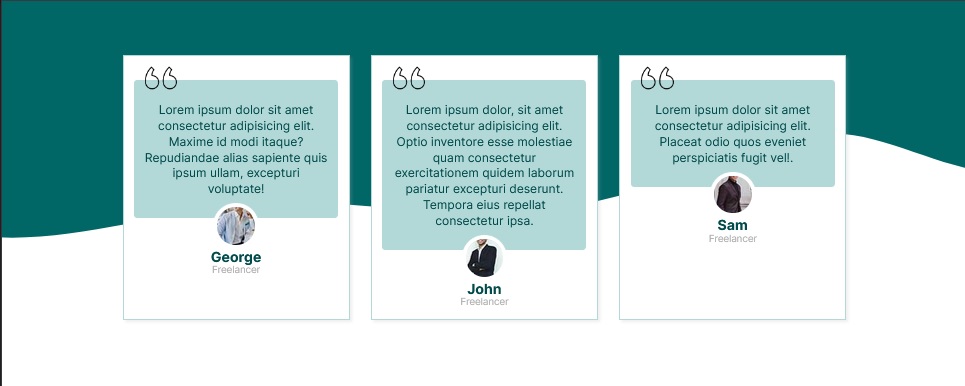 Lorem ipsum dolor sit amet
consectetur adipisicing elit.
Maxime id modi itaque?
Repudiandae alias sapiente quis
ipsum ullam, excepturi
voluptate!
George
Freelancer
Lorem ipsum dolor, sit amet
consectetur adipisicing elit.
Optio inventore esse molestiae
quam consectetur
exercitationem quidem laborum
pariatur excepturi deserunt.
Tempora eius repellat
consectetur ipsa.
John
Freelancer
Lorem ipsum dolor sit amet
consectetur adipisicing elit.
Placeat odio quos eveniet
perspiciatis fugit vel!.
Sam
Freelancer